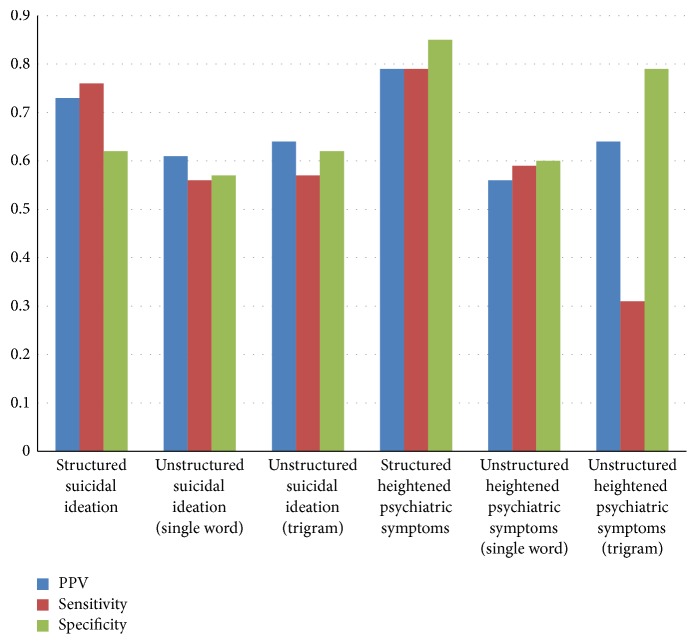 0.9
0.8
0.7
0.6
0.5
0.4
0.3
0.2
0.1
0
Structured
suicidal
ideation
Unstructured
suicidal
ideation
(single word)
Unstructured
suicidal
ideation
(trigram)
Structured
heightened
psychiatric
symptoms
Unstructured
heightened
psychiatric
symptoms
(single word)
Unstructured
heightened
psychiatric
symptoms
(trigram)
PPV
Sensitivity
Specificity